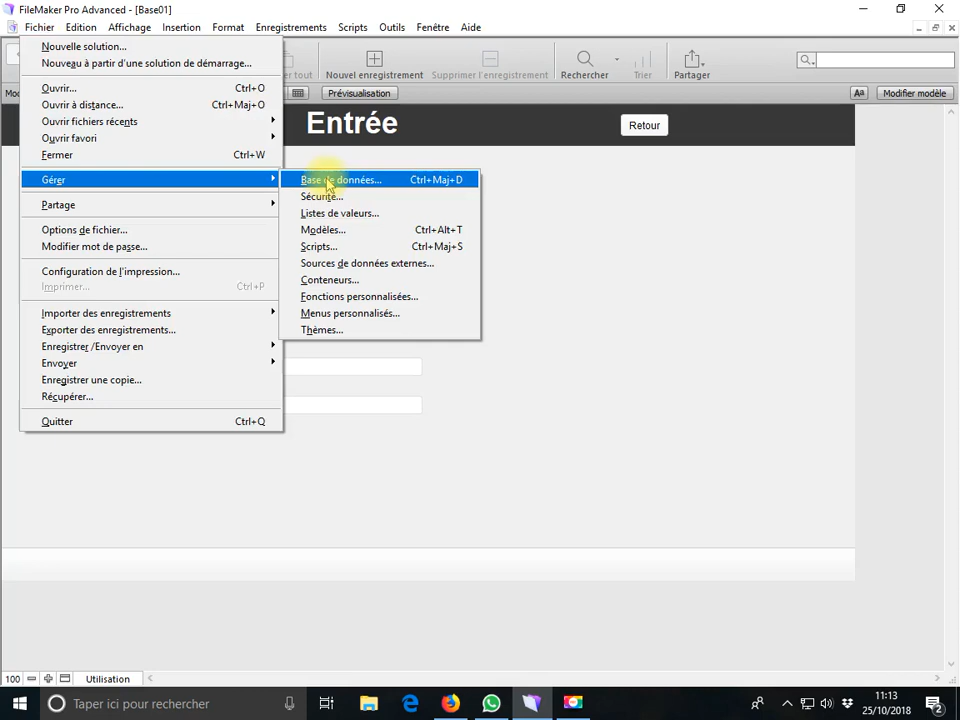 FileMaker Pro Advanced - [Base01]
Fichier Edition Affichage Insertion Format Enregistrements Scripts Outils Fenêtre Aide
Nouvelle solution...
Nouveau à partir d'une solution de démarrage...
Ouvrir... Ctrl+O
Ouvrir à distance... Ctrl+Maj+O
Ouvrir fichiers récents
Ouvrir favori
Fermer Ctrl+W
Gérer
Partage
Options de fichier...
Modifier mot de passe...
Configuration de l'impression...
Imprimer... Ctrl+P
Importer des enregistrements
Exporter des enregistrements...
Enregistrer /Envoyer en
Envoyer
Enregistrer une copie...
Récupérer...
Quitter Ctrl+Q
Base de données... Ctrl+Maj+D
Sécurité...
Listes de valeurs...
Modèles... Ctrl+Alt+T
Scripts... Ctrl+Maj+S
Sources de données externes...
Conteneurs...
Fonctions personnalisées...
Menus personnalisés...
Thèmes...
er tout Nouvel enregistrement Supprimer l'enregistrement Rechercher Trier Partager
Mod Prévisualisation Aa Modifier modèle
Entrée Retour
100 Utilisation
Taper ici pour rechercher
11:13
25/10/2018
2